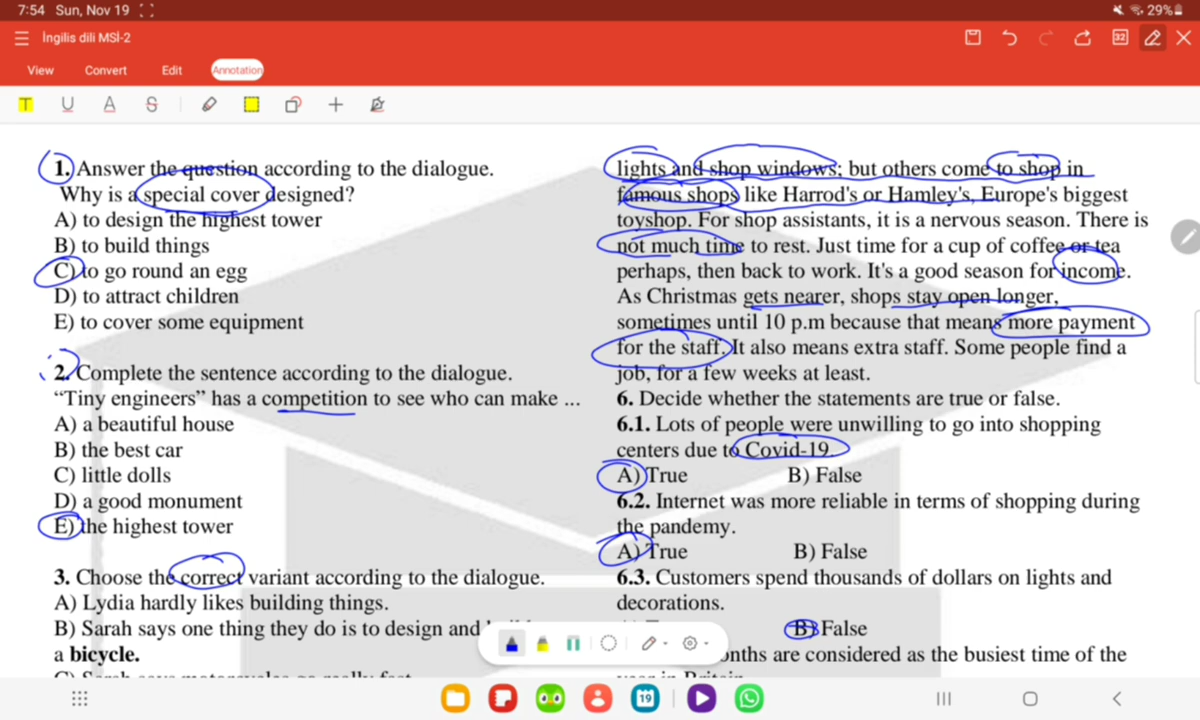 7:54 Sun, Nov 19
29%
İngilis dili MSİ-2
32
View Convert Edit Annotation
T U A S
1. Answer the question according to the dialogue.
Why is a special cover designed?
A) to design the highest tower
B) to build things
C) to go round an egg
D) to attract children
E) to cover some equipment
2. Complete the sentence according to the dialogue.
“Tiny engineers” has a competition to see who can make ...
A) a beautiful house
B) the best car
C) little dolls
D) a good monument
E) the highest tower
3. Choose the correct variant according to the dialogue.
A) Lydia hardly likes building things.
B) Sarah says one thing they do is to design and
a bicycle.
lights and shop windows; but others come to shop in
famous shops like Harrod's or Hamley's, Europe's biggest
toyshop. For shop assistants, it is a nervous season. There is
not much time to rest. Just time for a cup of coffee or tea
perhaps, then back to work. It's a good season for income.
As Christmas gets nearer, shops stay open longer,
sometimes until 10 p.m because that means more payment
for the staff. It also means extra staff. Some people find a
job, for a few weeks at least.
6. Decide whether the statements are true or false.
6.1. Lots of people were unwilling to go into shopping
centers due to Covid-19.
A) True B) False
6.2. Internet was more reliable in terms of shopping during
the pandemy.
A) True B) False
6.3. Customers spend thousands of dollars on lights and
decorations.
B) False
are considered as the busiest time of the
19